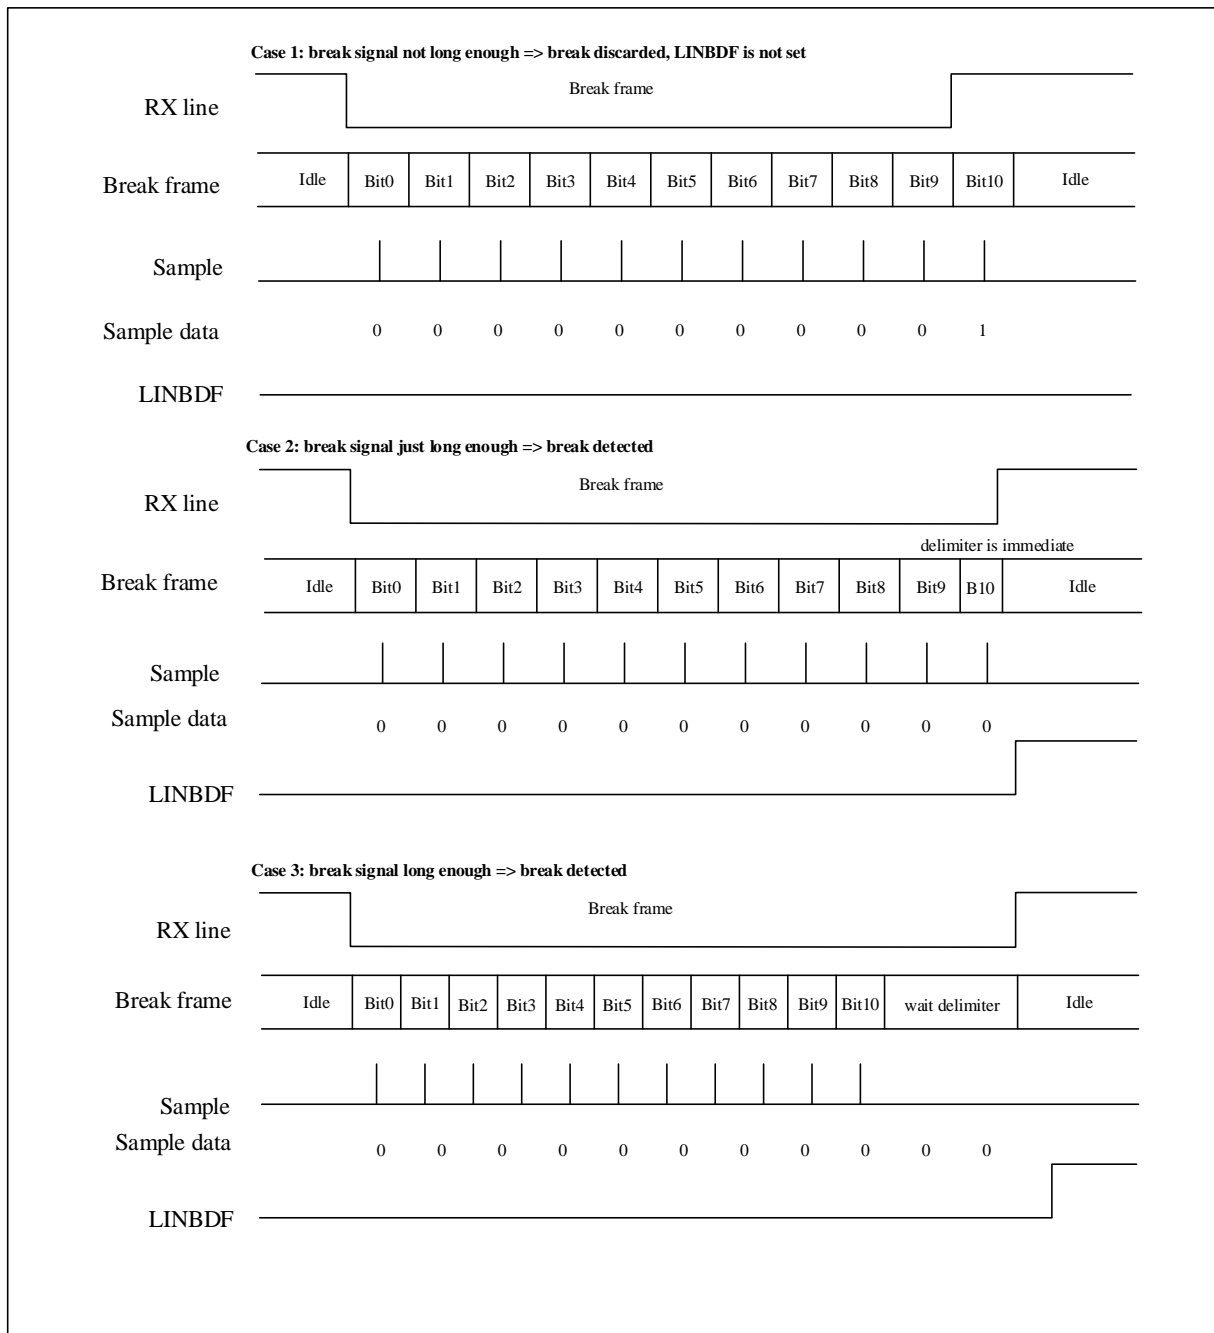 Case 1: break signal not long enough => break discarded, LINBDF is not set
RX line
Break frame
Break frame
Idle Bit0 Bit1 Bit2 Bit3 Bit4 Bit5 Bit6 Bit7 Bit8 Bit9 Bit10 Idle
Sample
Sample data
0 0 0 0 0 0 0 0 0 0 1
LINBDF
Case 2: break signal just long enough => break detected
RX line
Break frame
delimiter is immediate
Break frame
Idle Bit0 Bit1 Bit2 Bit3 Bit4 Bit5 Bit6 Bit7 Bit8 Bit9 B10 Idle
Sample
Sample data
0 0 0 0 0 0 0 0 0 0 0
LINBDF
Case 3: break signal long enough => break detected
RX line
Break frame
Break frame
Idle Bit0 Bit1 Bit2 Bit3 Bit4 Bit5 Bit6 Bit7 Bit8 Bit9 Bit10 wait delimiter Idle
Sample
Sample data
0 0 0 0 0 0 0 0 0 0 0
LINBDF